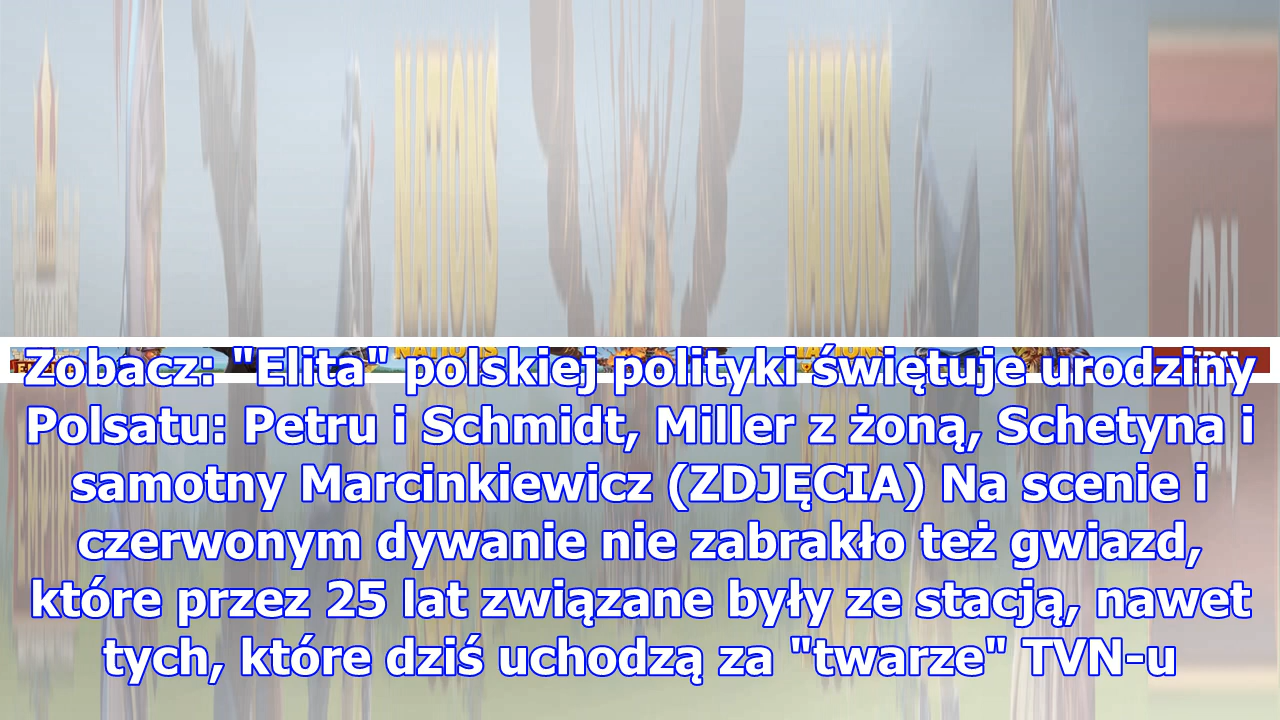 Zobacz: "Elita" polskiej polityki świętuje urodziny
Polsatu: Petru i Schmidt, Miller z żoną, Schetyna i
samotny Marcinkiewicz (ZDJĘCIA) Na scenie i
czerwonym dywanie nie zabrakło też gwiazd,
które przez 25 lat związane były ze stacją, nawet
tych, które dziś uchodzą za "twarze" TVN-u